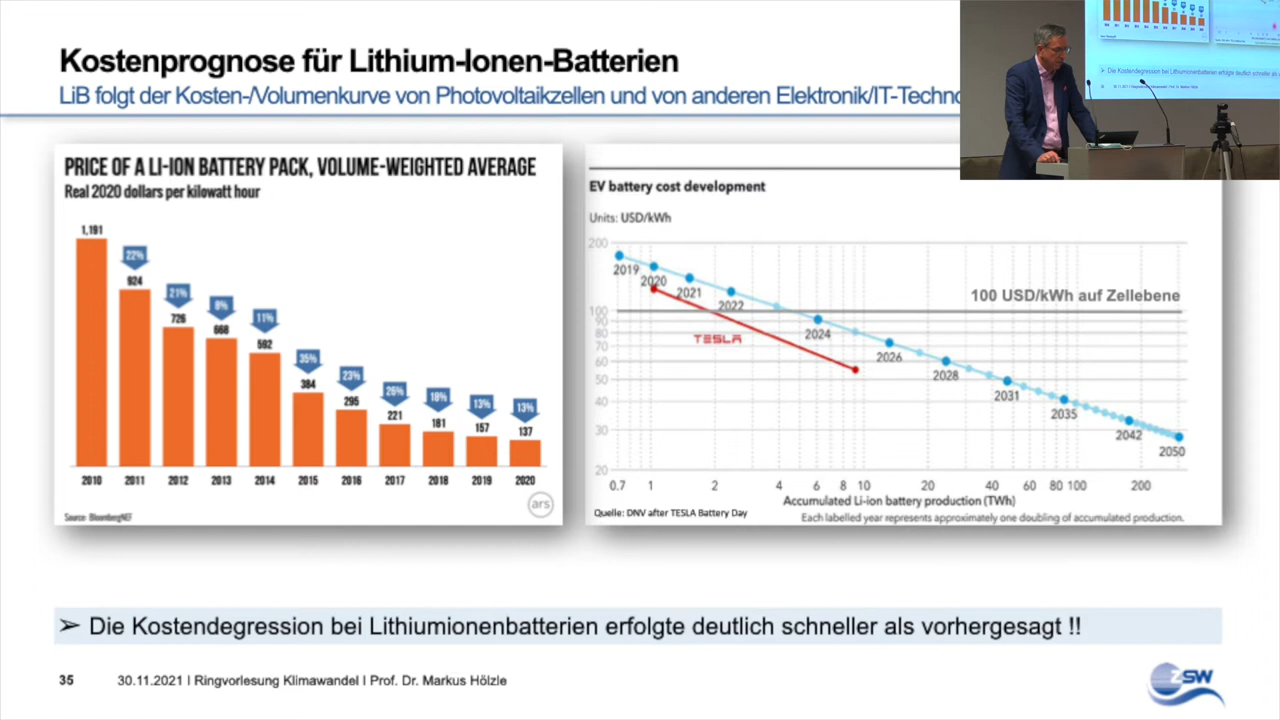 Kostenprognose für Lithium-Ionen-Batterien
LiB folgt der Kosten-/Volumenkurve von Photovoltaikzellen und von anderen Elektronik/IT-Techno
PRICE OF A LI-ION BATTERY PACK, VOLUME-WEIGHTED AVERAGE
Real 2020 dollars per kilowatt hour
1,191
22%
924
21%
726
8%
668
11%
592
35%
384
23%
295
26%
221
18%
181
13%
157
13%
137
2010 2011 2012 2013 2014 2015 2016 2017 2018 2019 2020
ars
Source: BloombergNEF
EV battery cost development
Units: USD/kWh
200
100
90
80
70
60
50
40
30
20
2019
2020
2021
2022
2024
2026
2028
2031
2035
2042
2050
100 USD/kWh auf Zellebene
TESLA
0.7 1 2 4 6 8 10 20 40 60 80 100 200
Accumulated Li-ion battery production (TWh)
Quelle: DNV after TESLA Battery Day
Each labelled year represents approximately one doubling of accumulated production.
➢ Die Kostendegression bei Lithiumionenbatterien erfolgte deutlich schneller als vorhergesagt !!
35 30.11.2021 I Ringvorlesung Klimawandel I Prof. Dr. Markus Hölzle
ZSW
➢ Die Kostendegression bei Lithiumionenbatterien erfolgte deutlich schneller als